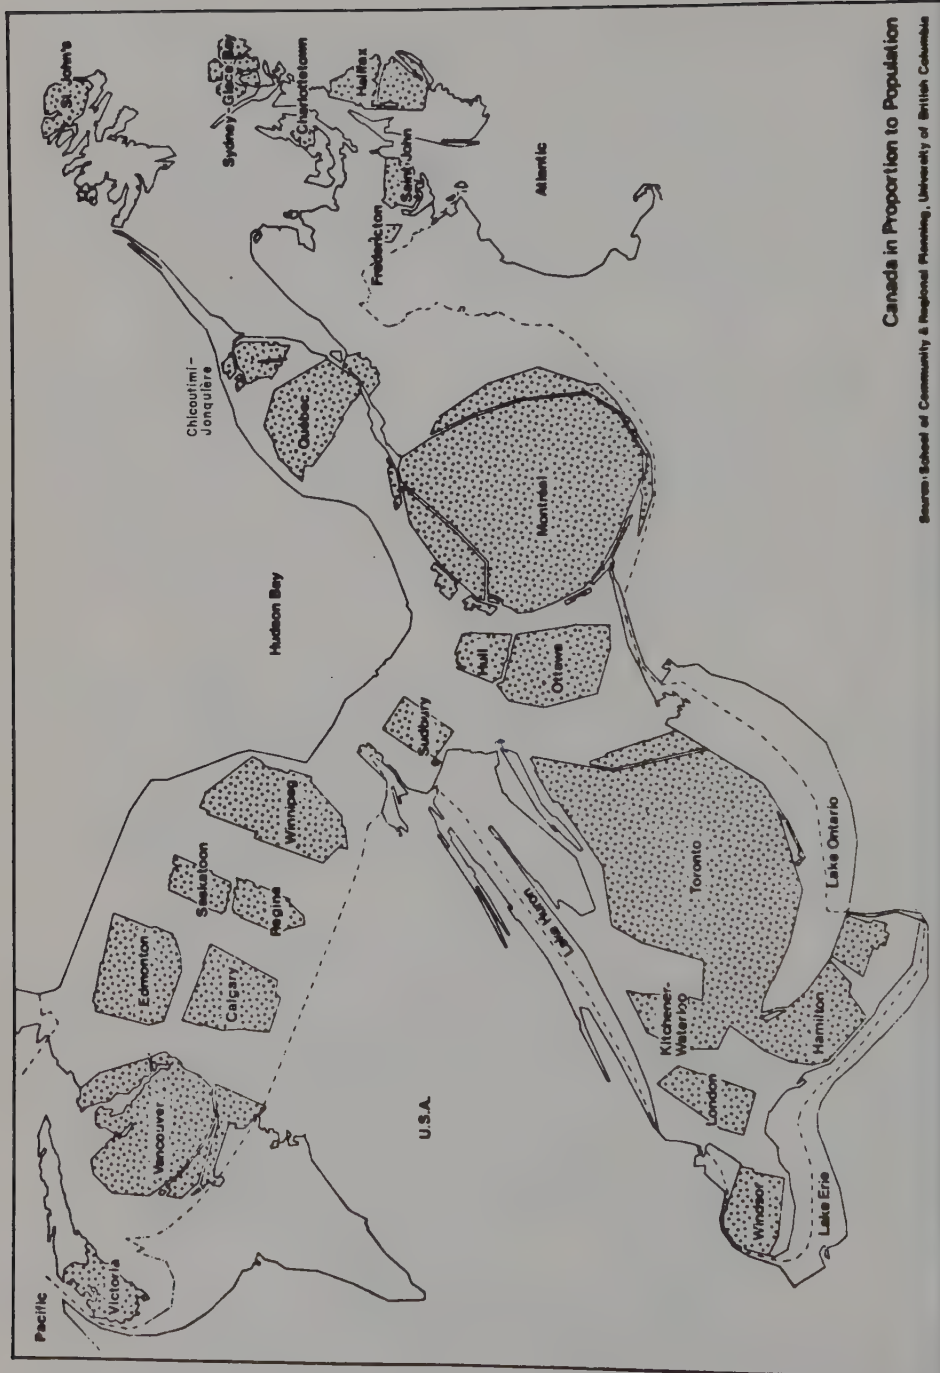 Canada in Proportion to Population
Source: School of Community & Regional Planning, University of British Columbia
Pacific
Victoria
Vancouver
Edmonton
Calgary
Saskatoon
Regina
Winnipeg
U.S.A.
Hudson Bay
Chicoutimi-
Jonquière
Québec
Montréal
Hull
Ottawa
Sudbury
Lake Huron
Toronto
Kitchener-
Waterloo
Hamilton
London
Windsor
Lake Erie
Lake Ontario
St. John's
Sydney-Glace Bay
Charlottetown
Halifax
Saint John
Fredericton
Atlantic